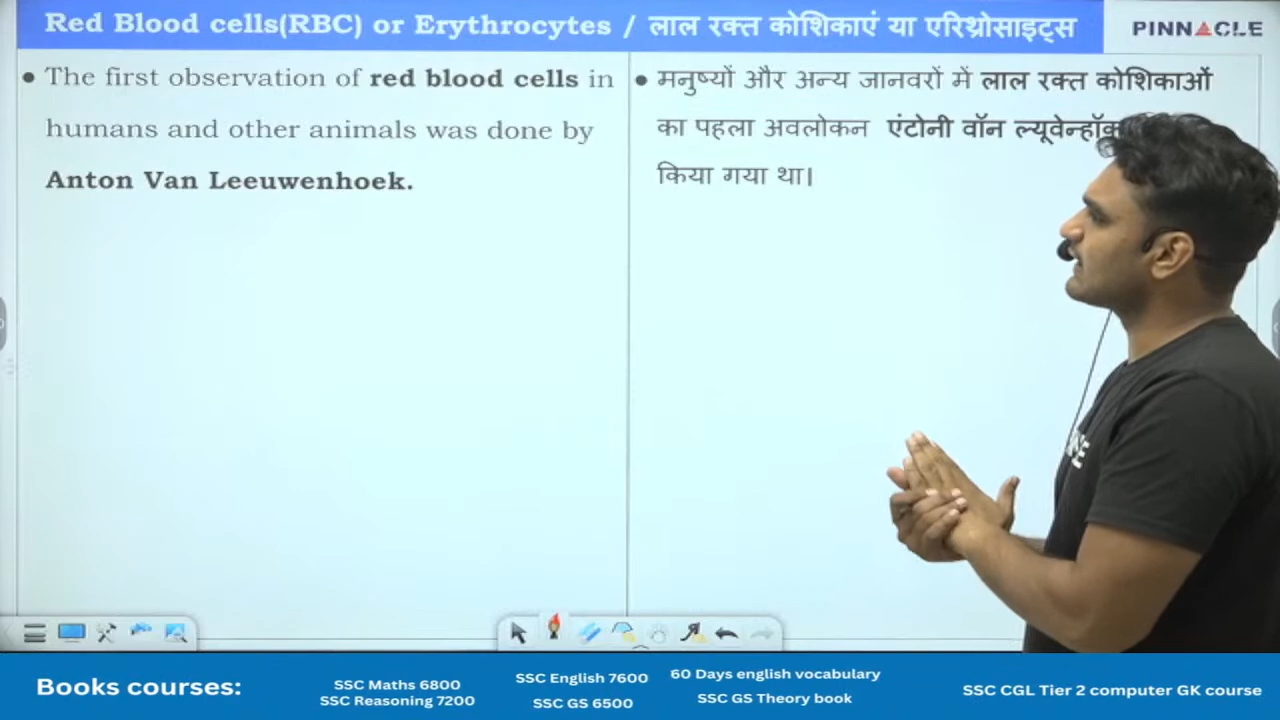 Red Blood cells(RBC) or Erythrocytes / लाल रक्त कोशिकाएं या एरिथ्रोसाइट्स
PINNACLE
● The first observation of red blood cells in
humans and other animals was done by
Anton Van Leeuwenhoek.
● मनुष्यों और अन्य जानवरों में लाल रक्त कोशिकाओं
का पहला अवलोकन एंटोनी वॉन
किया गया था।
Books courses:
SSC Maths 6800
SSC Reasoning 7200
SSC English 7600
SSC GS 6500
60 Days english vocabulary
SSC GS Theory book
SSC CGL Tier 2 computer GK course